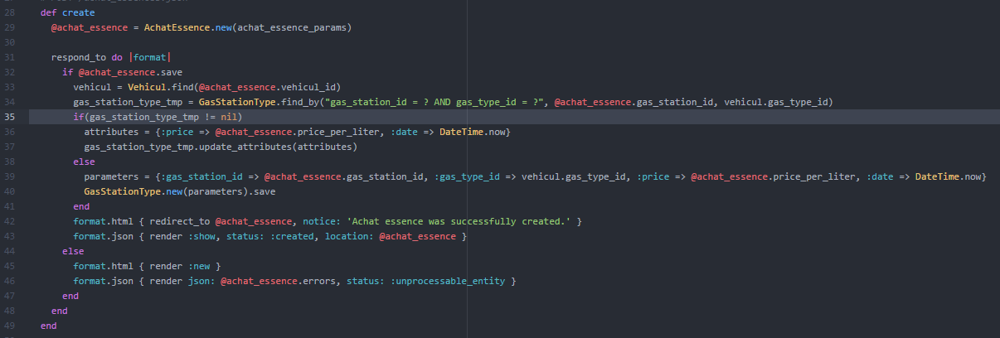 28 def create
29 @achat_essence = AchatEssence.new(achat_essence_params)
30
31 respond_to do |format|
32 if @achat_essence.save
33 vehicul = Vehicul.find(@achat_essence.vehicul_id)
34 gas_station_type_tmp = GasStationType.find_by("gas_station_id = ? AND gas_type_id = ?", @achat_essence.gas_station_id, vehicul.gas_type_id)
35 if(gas_station_type_tmp != nil)
36 attributes = {:price => @achat_essence.price_per_liter, :date => DateTime.now}
37 gas_station_type_tmp.update_attributes(attributes)
38 else
39 parameters = {:gas_station_id => @achat_essence.gas_station_id, :gas_type_id => vehicul.gas_type_id, :price => @achat_essence.price_per_liter, :date => DateTime.now}
40 GasStationType.new(parameters).save
41 end
42 format.html { redirect_to @achat_essence, notice: 'Achat essence was successfully created.' }
43 format.json { render :show, status: :created, location: @achat_essence }
44 else
45 format.html { render :new }
46 format.json { render json: @achat_essence.errors, status: :unprocessable_entity }
47 end
48 end
49 end